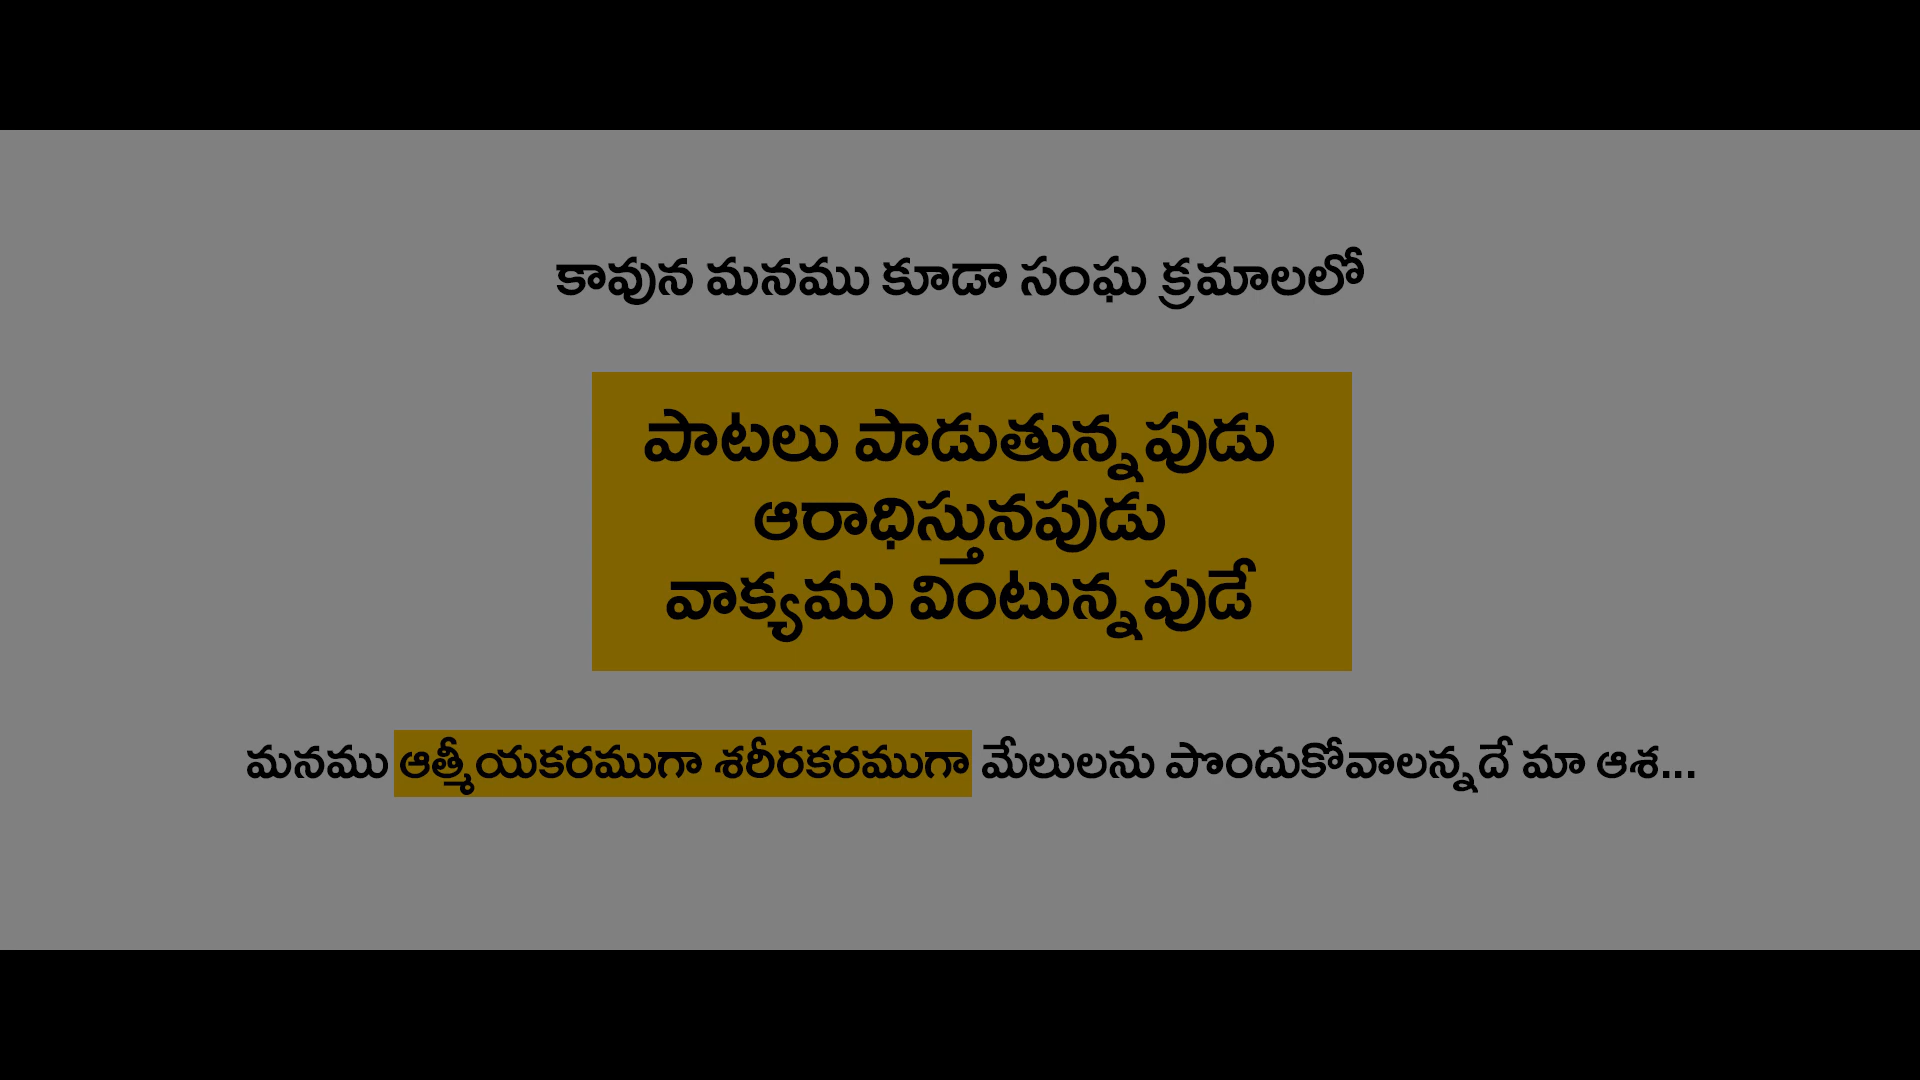 కావున మనము కూడా సంఘ క్రమాలలో
పాటలు పాడుతున్నపుడు
ఆరాధిస్తునపుడు
వాక్యము వింటున్నపుడే
మనము ఆత్మీయకరముగా శరీరకరముగా మేలులను పొందుకోవాలన్నదే మా ఆశ...